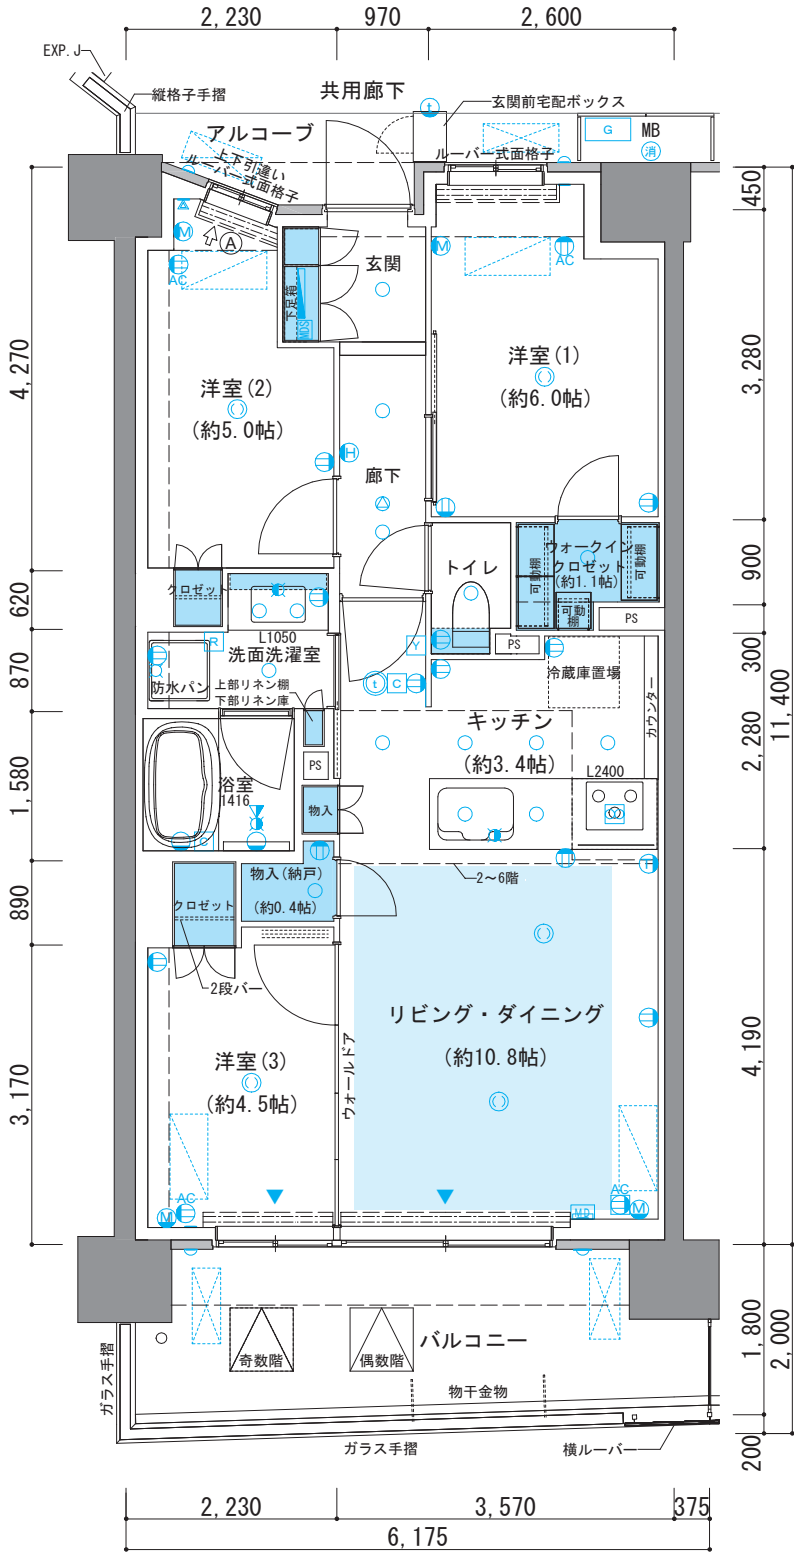 2,230
970
2,600
EXP.J
縦格子手摺
共用廊下
玄関前宅配ボックス
アルコーブ
t
G
MB
消
上下引違い
ルーバー式面格子
ルーバー式面格子
450
M
A
AC
玄関
M
AC
下足箱
MDS
4,270
3,280
洋室(2)
(約5.0帖)
洋室(1)
(約6.0帖)
H
廊下
トイレ
可動棚
ウォークイン
クロゼット
(約1.1帖)
可動棚
可動棚
900
クロゼット
620
L1050
PS
R
洗面洗濯室
Y
PS
300
870
防水パン
上部リネン棚
下部リネン庫
t
C
冷蔵庫置場
カウンター
11,400
キッチン
(約3.4帖)
2,280
PS
L2400
1,580
浴室
1416
物入
C
2〜6階
H
890
クロゼット
物入(納戸)
(約0.4帖)
2段バー
リビング・ダイニング
(約10.8帖)
ウォールドア
4,190
洋室(3)
(約4.5帖)
3,170
AC
M
MD
AC
M
バルコニー
奇数階
偶数階
1,800
2,000
ガラス手摺
物干金物
ガラス手摺
横ルーバー
200
2,230
3,570
375
6,175